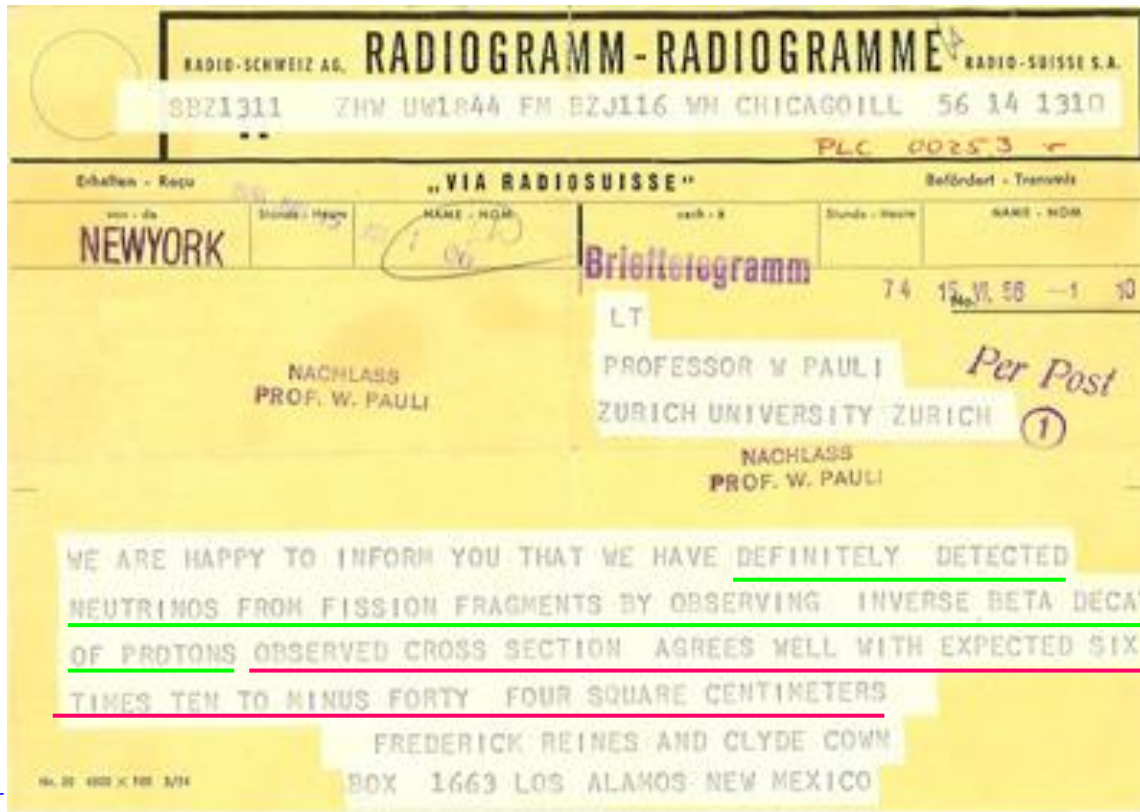 RADIO-SCHWEIZ AG. RADIOGRAMM-RADIOGRAMME RADIO-SUISSE S.A.
SBZ1311 ZHW UW1844 FM BZJ116 WH CHICAGOILL 56 14 1310
PLC 00253
Erhalten - Reçu „VIA RADIOSUISSE" Befördert - Transmis
von - de Stunde - Heure NAME - NOM nach - à Stunde - Heure NAME - NOM
NEWYORK
Brieftelegramm
74 15. VI. 56 --1 10
LT
PROFESSOR W PAULI
Per Post
NACHLASS
PROF. W. PAULI
ZURICH UNIVERSITY ZURICH
1
NACHLASS
PROF. W. PAULI
WE ARE HAPPY TO INFORM YOU THAT WE HAVE DEFINITELY DETECTED
NEUTRINOS FROM FISSION FRAGMENTS BY OBSERVING INVERSE BETA DECAY
OF PROTONS OBSERVED CROSS SECTION AGREES WELL WITH EXPECTED SIX
TIMES TEN TO MINUS FORTY FOUR SQUARE CENTIMETERS
FREDERICK REINES AND CLYDE COWN
BOX 1663 LOS ALAMOS NEW MEXICO